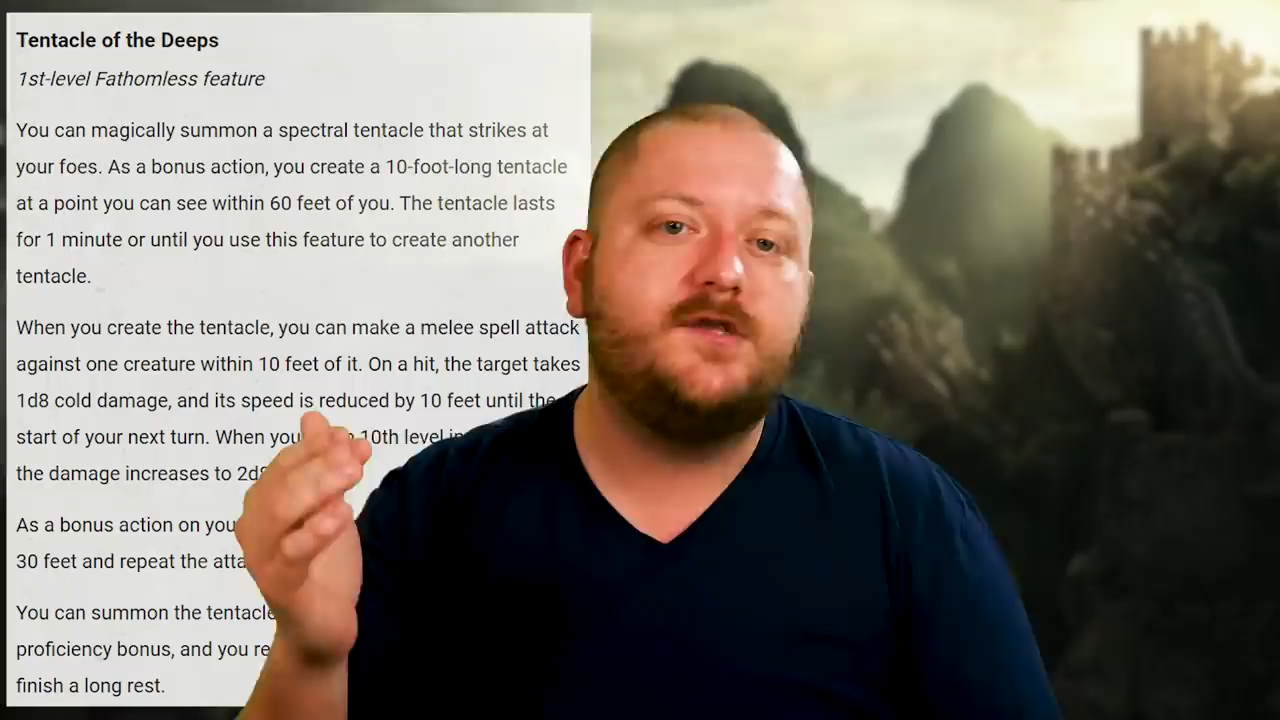 Tentacle of the Deeps
1st-level Fathomless feature
You can magically summon a spectral tentacle that strikes at
your foes. As a bonus action, you create a 10-foot-long tentacle
at a point you can see within 60 feet of you. The tentacle lasts
for 1 minute or until you use this feature to create another
tentacle.
When you create the tentacle, you can make a melee spell attack
against one creature within 10 feet of it. On a hit, the target takes
1d8 cold damage, and its speed is reduced by 10 feet until the
start of your next turn. When you 10th level in
the damage increases to
As a bonus action on
30 feet and repeat the
You can summon the tentacle
proficiency bonus, and you
finish a long rest.